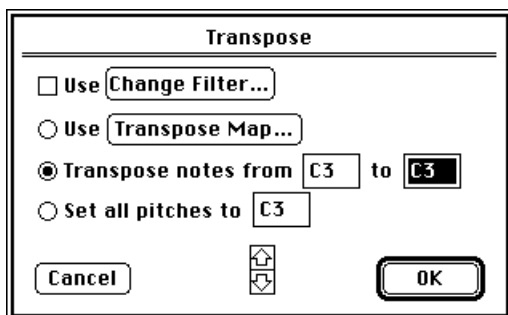 Transpose
Use Change Filter...
Use Transpose Map...
Transpose notes from C3 to C3
Set all pitches to C3
Cancel OK